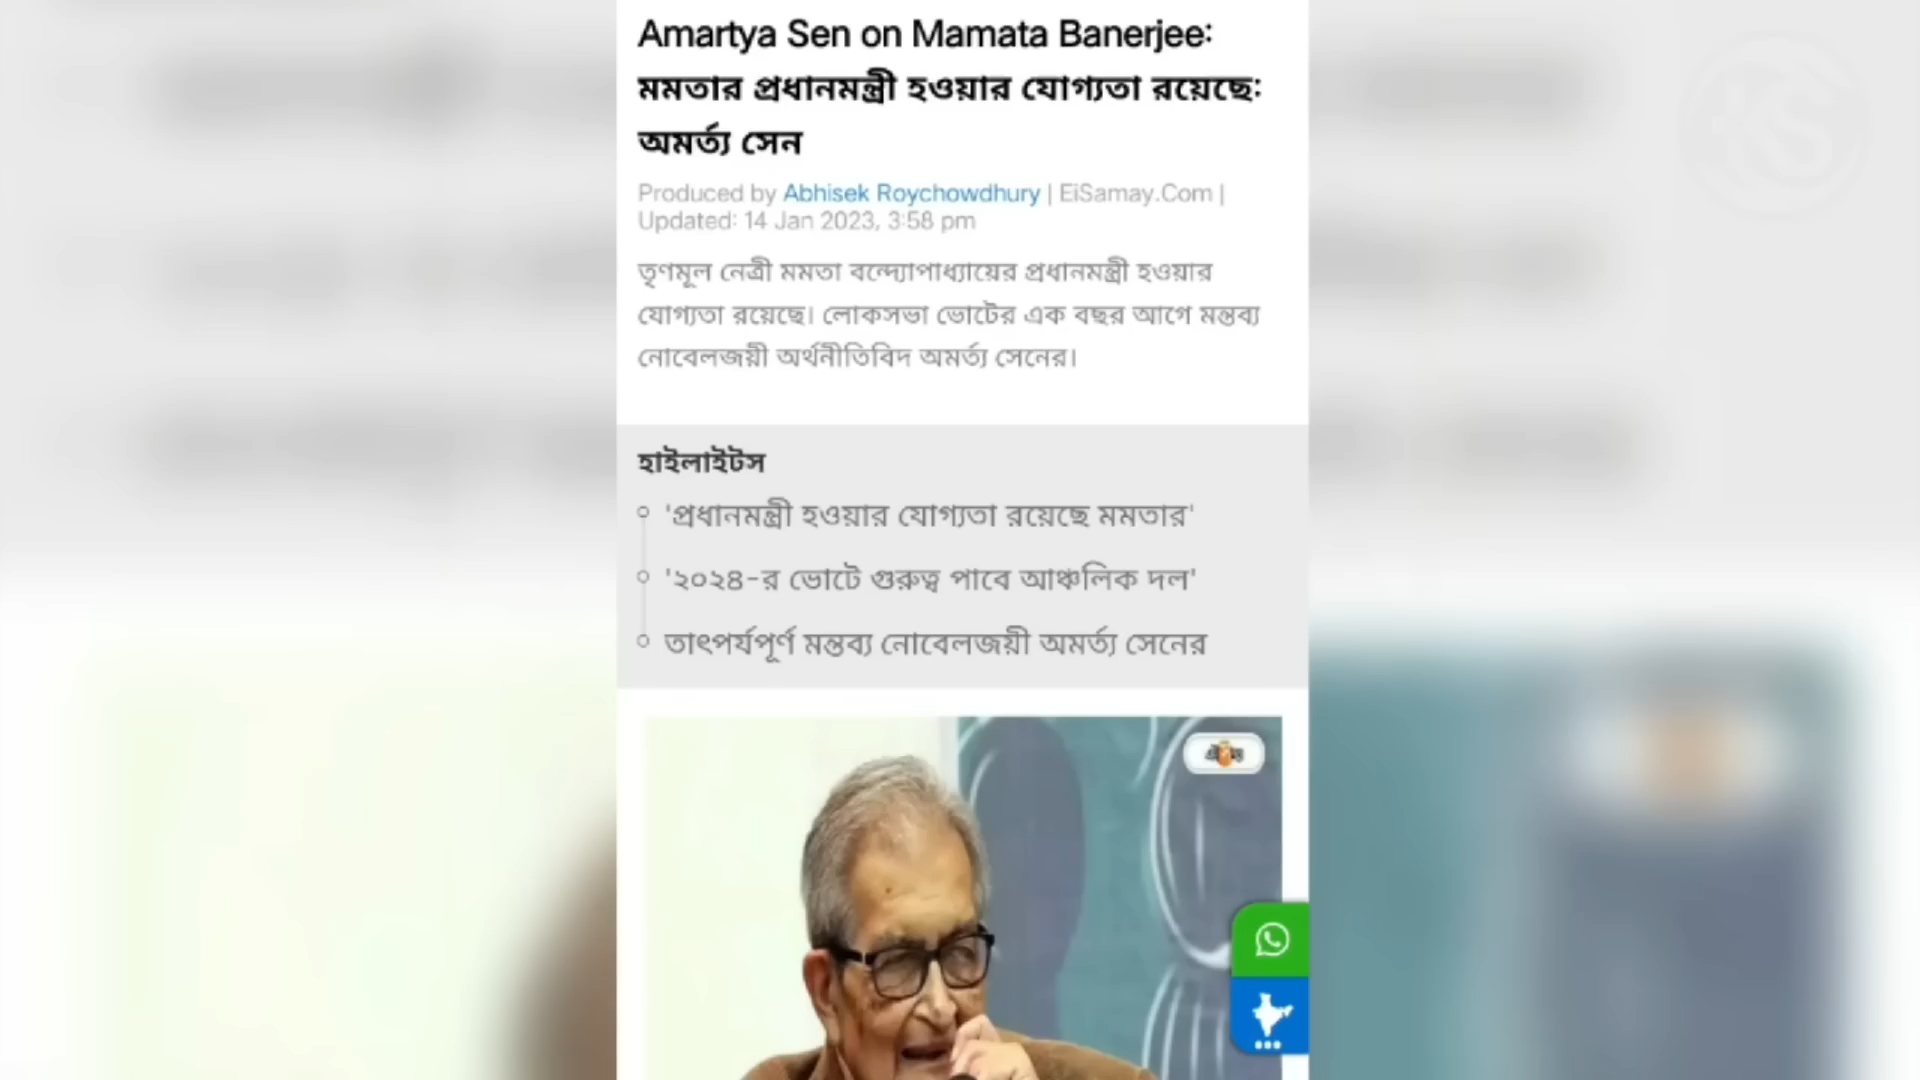 Amartya Sen on Mamata Banerjee:
মমতার প্রধানমন্ত্রী হওয়ার যোগ্যতা রয়েছে:
অমর্ত্য সেন
Produced by Abhisek Roychowdhury | EiSamay.Com |
Updated: 14 Jan 2023, 3:58 pm
তৃণমূল নেত্রী মমতা বন্দ্যোপাধ্যায়ের প্রধানমন্ত্রী হওয়ার
যোগ্যতা রয়েছে। লোকসভা ভোটের এক বছর আগে মন্তব্য
নোবেলজয়ী অর্থনীতিবিদ অমর্ত্য সেনের।
হাইলাইটস
'প্রধানমন্ত্রী হওয়ার যোগ্যতা রয়েছে মমতার'
'২০২৪-র ভোটে গুরুত্ব পাবে আঞ্চলিক দল'
তাৎপর্যপূর্ণ মন্তব্য নোবেলজয়ী অমর্ত্য সেনের